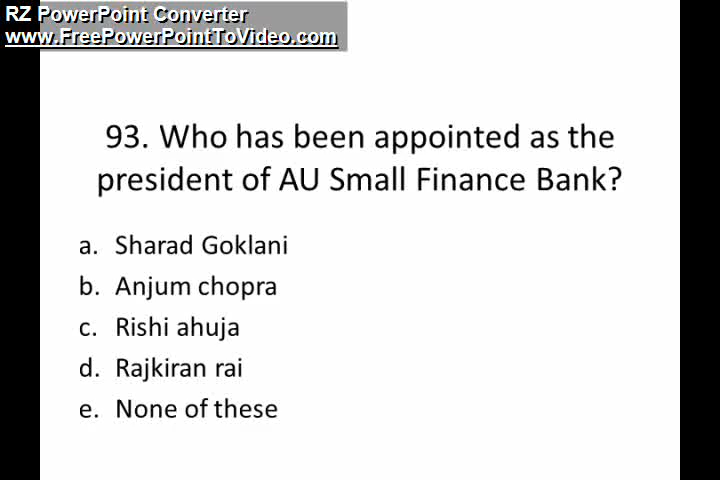 RZ PowerPoint Converter
www.FreePowerPointToVideo.com
93. Who has been appointed as the
president of AU Small Finance Bank?
a. Sharad Goklani
b. Anjum chopra
c. Rishi ahuja
d. Rajkiran rai
e. None of these